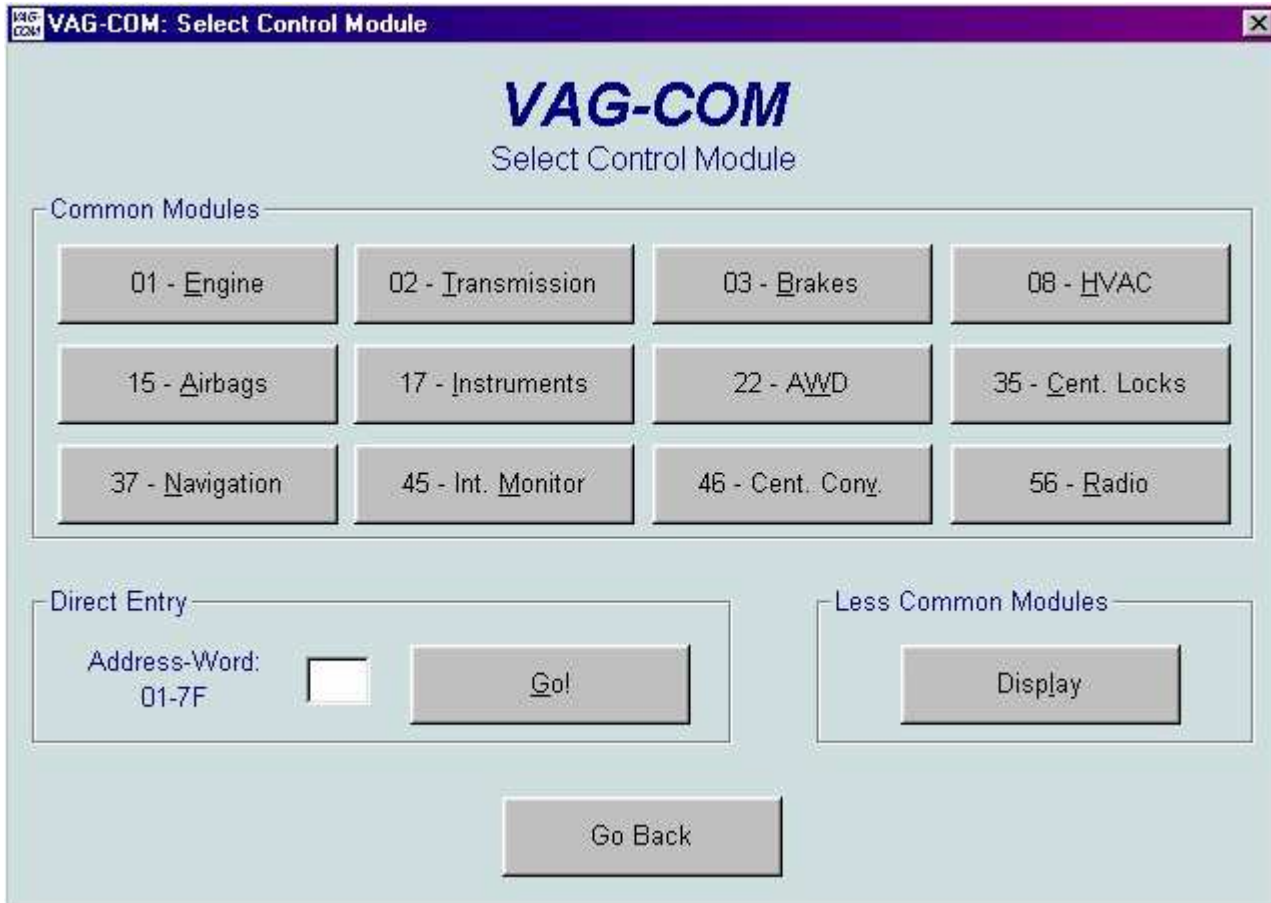 VAG-COM
VAG-COM: Select Control Module
VAG-COM
Select Control Module
Common Modules
01 - Engine
02 - Transmission
03 - Brakes
08 - HVAC
15 - Airbags
17 - Instruments
22 - AWD
35 - Cent. Locks
37 - Navigation
45 - Int. Monitor
46 - Cent. Conv.
56 - Radio
Direct Entry
Address-Word:
01-7F
Go!
Less Common Modules
Display
Go Back